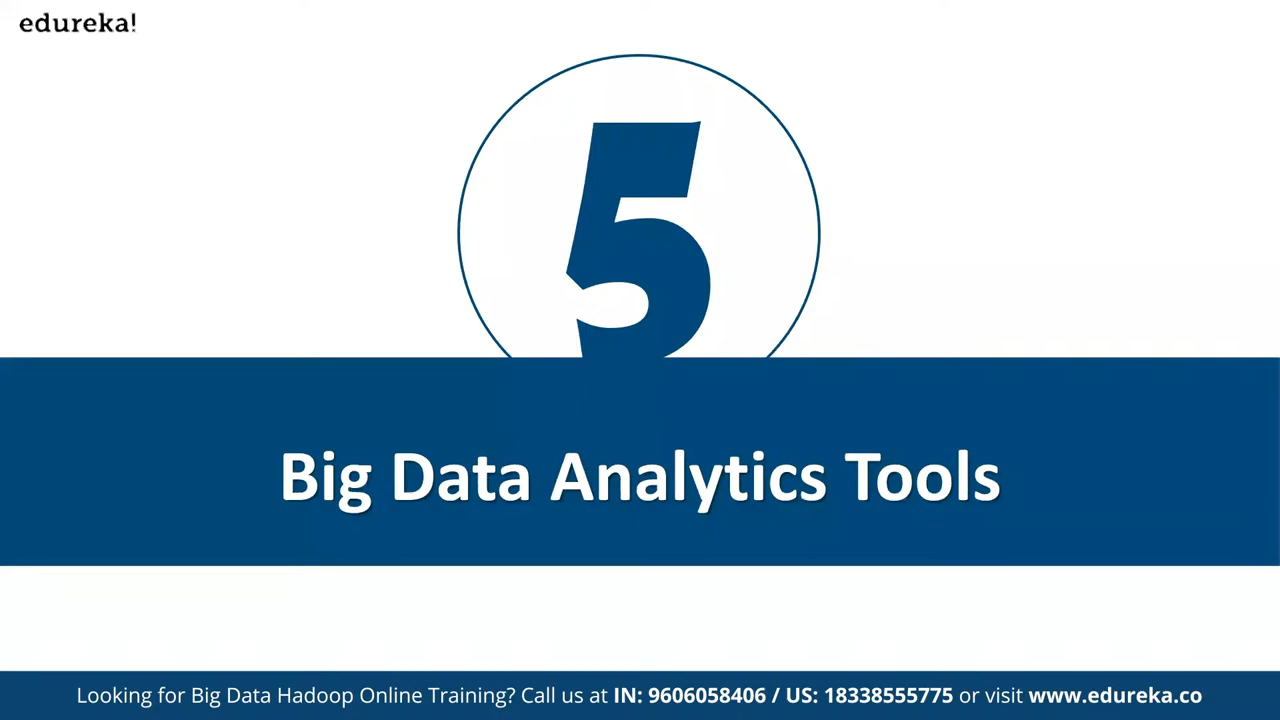 edureka!
5
Big Data Analytics Tools
Looking for Big Data Hadoop Online Training? Call us at IN: 9606058406 / US: 18338555775 or visit www.edureka.co